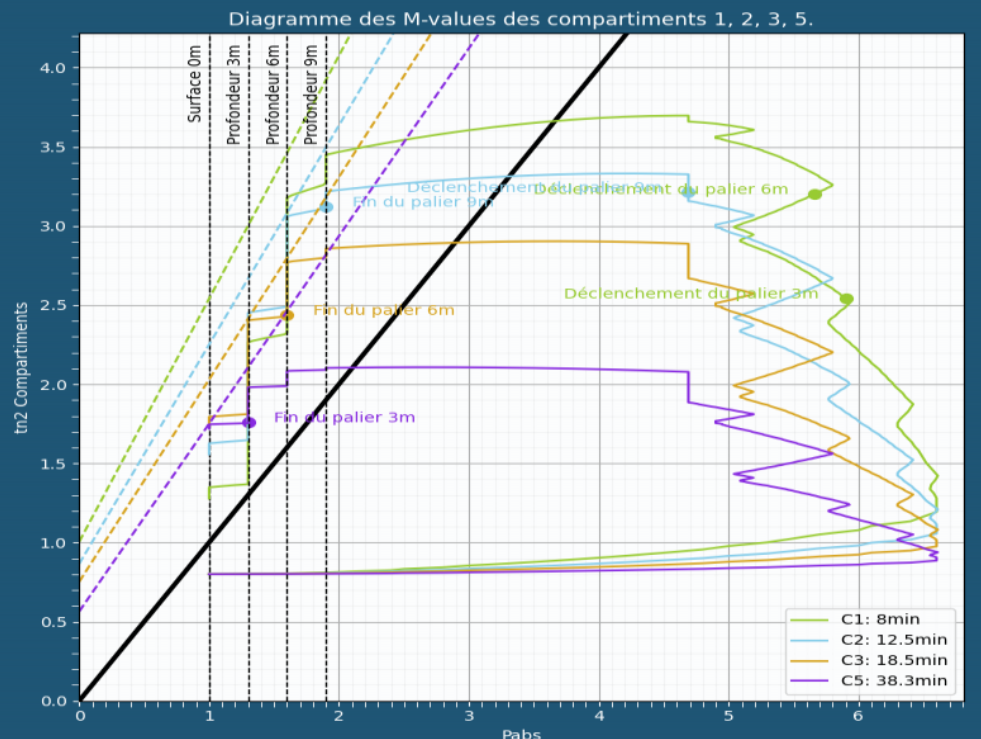 Diagramme des M-values des compartiments 1, 2, 3, 5.
Surface 0m
Profondeur 3m
Profondeur 6m
Profondeur 9m
4.0
3.5
3.0
2.5
2.0
1.5
1.0
0.5
0.0
tn2 Compartiments
Déclenchement du palier 9m
Déclenchement du palier 6m
Fin du palier 9m
Déclenchement du palier 3m
Fin du palier 6m
Fin du palier 3m
C1: 8min
C2: 12.5min
C3: 18.5min
C5: 38.3min
0 1 2 3 4 5 6
Pabs